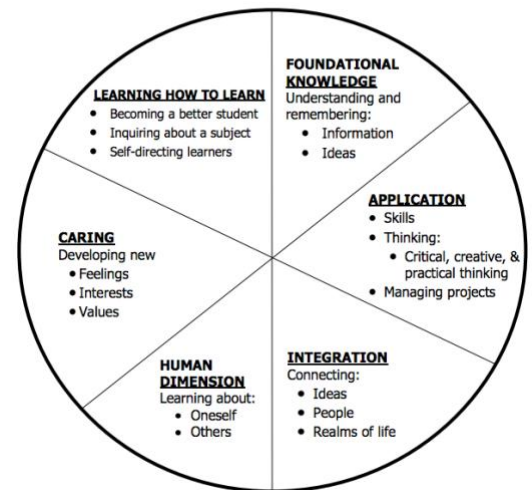 FOUNDATIONAL
KNOWLEDGE
Understanding and
remembering:
• Information
• Ideas
APPLICATION
• Skills
• Thinking:
• Critical, creative, &
practical thinking
• Managing projects
INTEGRATION
Connecting:
• Ideas
• People
• Realms of life
HUMAN
DIMENSION
Learning about:
• Oneself
• Others
CARING
Developing new
• Feelings
• Interests
• Values
LEARNING HOW TO LEARN
• Becoming a better student
• Inquiring about a subject
• Self-directing learners